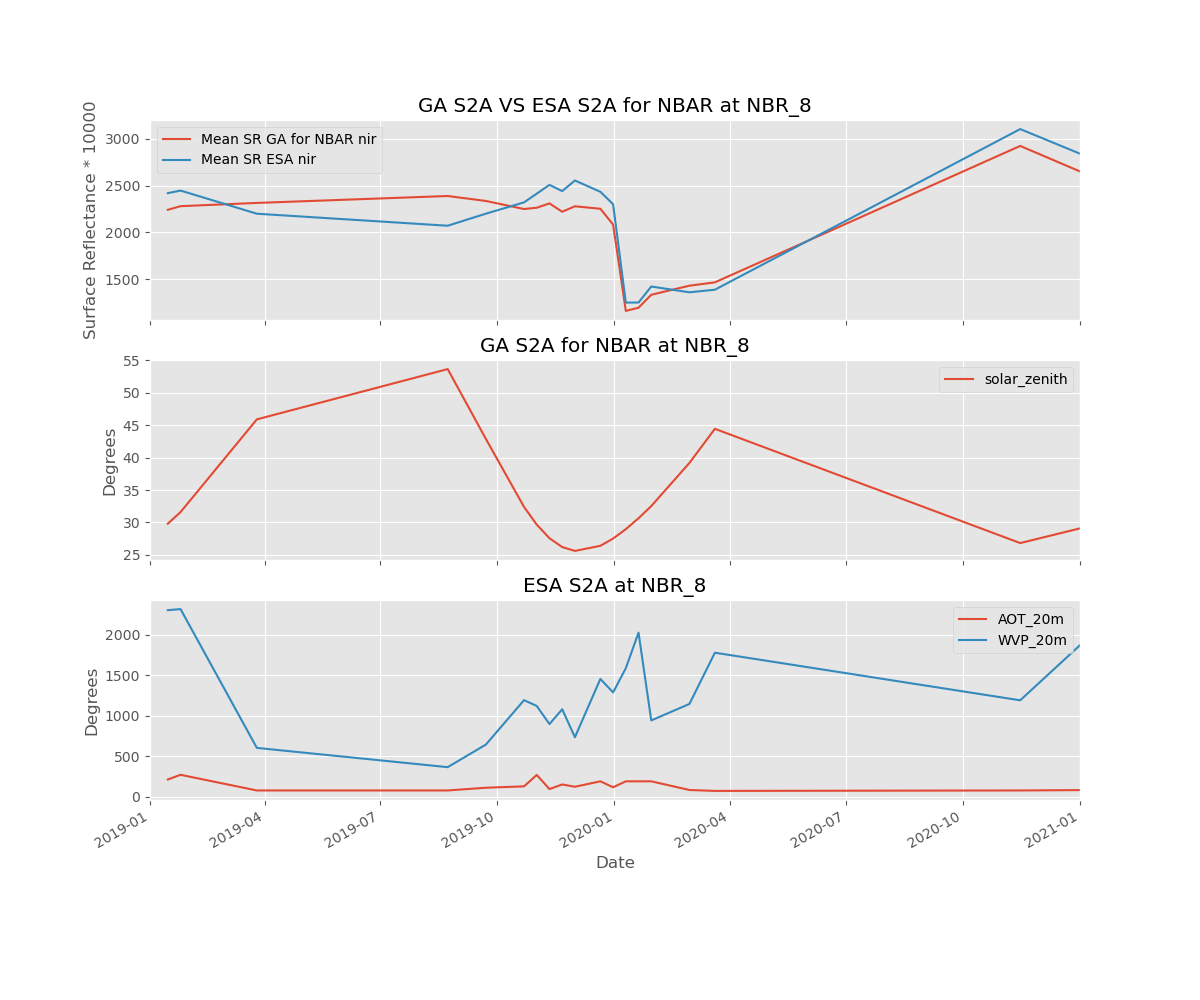 GA S2A VS ESA S2A for NBAR at NBR_8
Surface Reflectance * 10000
3000
2500
2000
1500
Mean SR GA for NBAR nir
Mean SR ESA nir
GA S2A for NBAR at NBR_8
Degrees
55
50
45
40
35
30
25
solar_zenith
ESA S2A at NBR_8
Degrees
2000
1500
1000
500
0
AOT_20m
WVP_20m
2019-01
2019-04
2019-07
2019-10
2020-01
2020-04
2020-07
2020-10
2021-01
Date